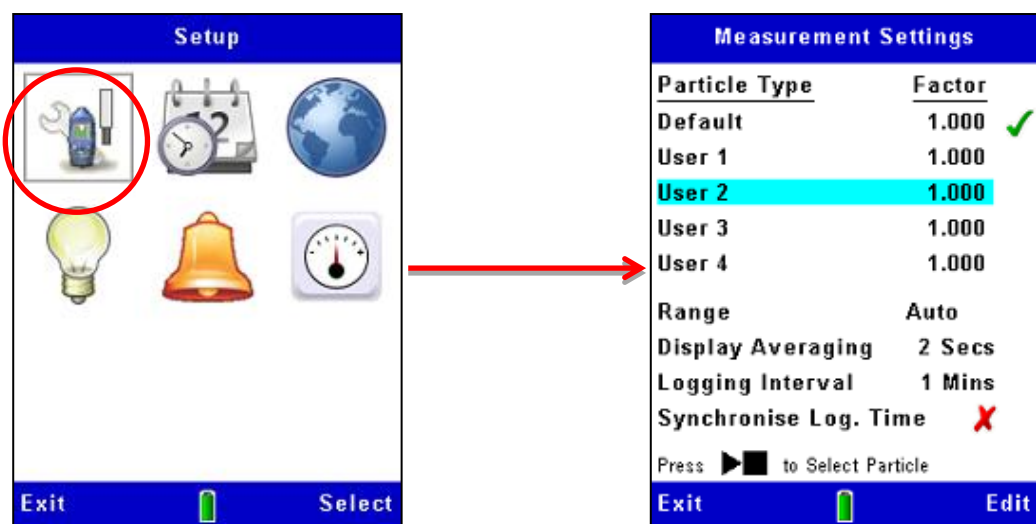 Setup
12
Exit Select
Measurement Settings
Particle Type Factor
Default 1.000
User 1 1.000
User 2 1.000
User 3 1.000
User 4 1.000
Range Auto
Display Averaging 2 Secs
Logging Interval 1 Mins
Synchronise Log. Time
Press to Select Particle
Exit Edit